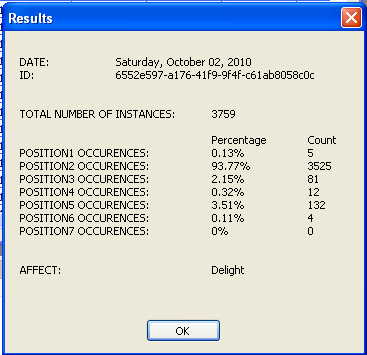 Results
DATE: Saturday, October 02, 2010
ID: 6552e597-a176-41f9-9f4f-c61ab8058c0c
TOTAL NUMBER OF INSTANCES: 3759
Percentage Count
POSITION1 OCCURENCES: 0.13% 5
POSITION2 OCCURENCES: 93.77% 3525
POSITION3 OCCURENCES: 2.15% 81
POSITION4 OCCURENCES: 0.32% 12
POSITION5 OCCURENCES: 3.51% 132
POSITION6 OCCURENCES: 0.11% 4
POSITION7 OCCURENCES: 0% 0
AFFECT: Delight
OK